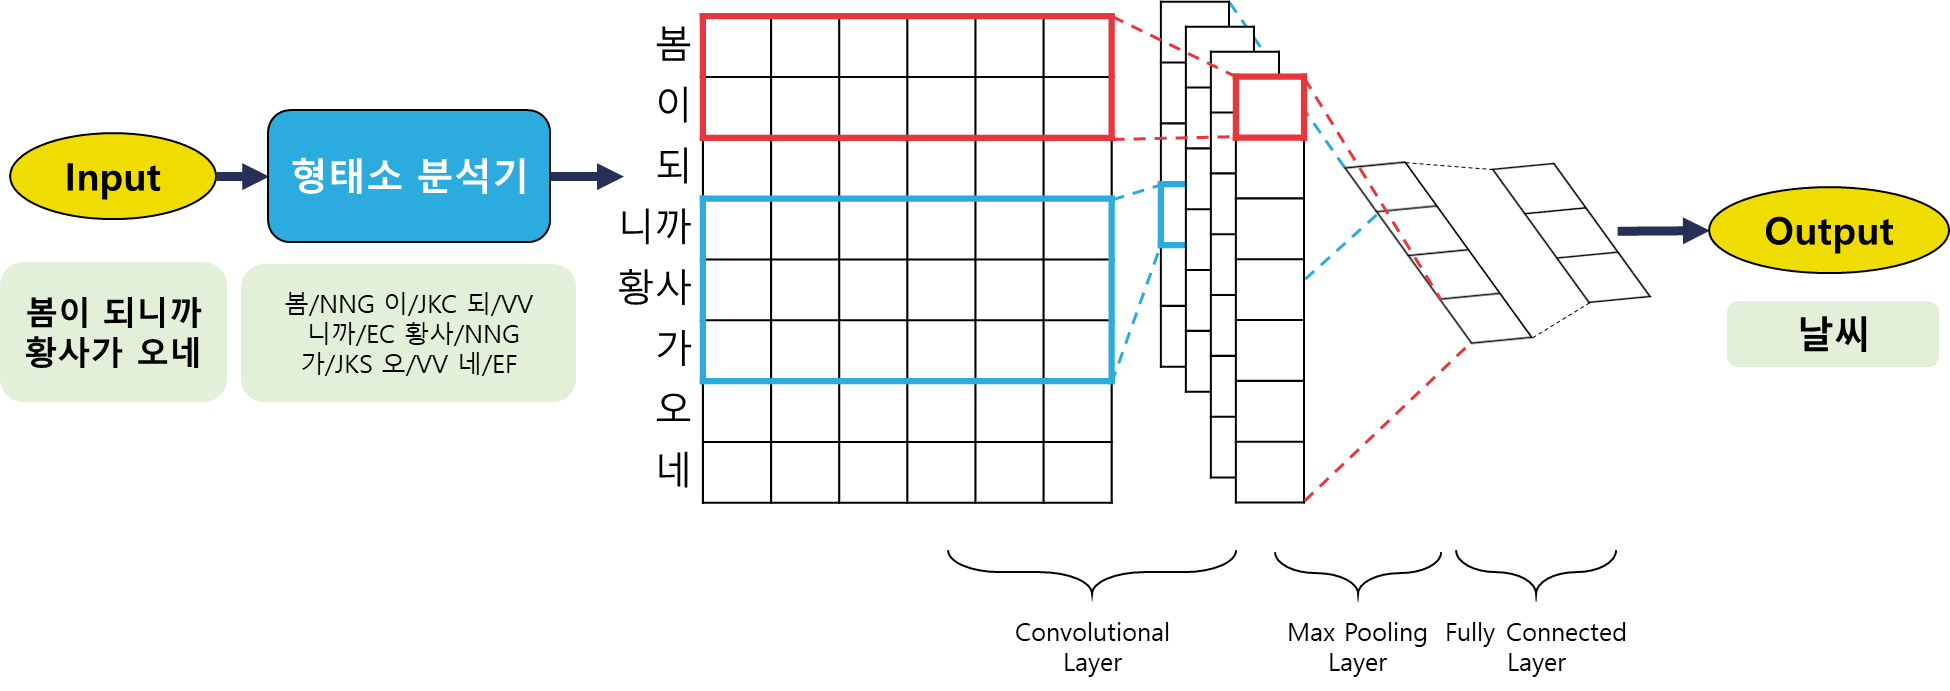 Input
봄이 되니까
황사가 오네
형태소 분석기
봄/NNG 이/JKC 되/VV
니까/EC 황사/NNG
가/JKS 오/VV 네/EF
봄
이
되
니까
황사
가
오
네
Convolutional
Layer
Max Pooling
Layer
Fully Connected
Layer
Output
날씨